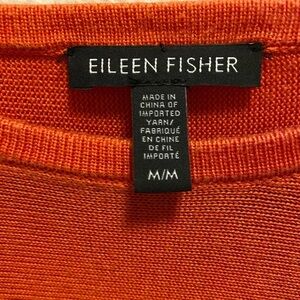 EILEEN FISHER
MADE IN
CHINA OF
IMPORTED
YARN/
FABRIQUÉ
EN CHINE
DE FIL
IMPORTÉ
M/M